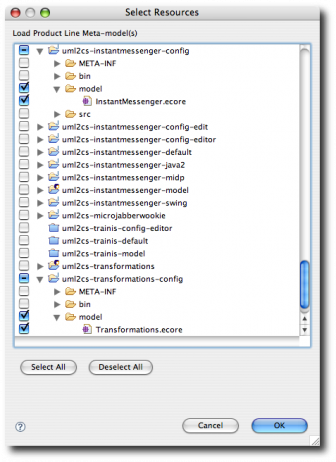 Select Resources
Load Product Line Meta-model(s)
uml2cs-instantmessenger-config
META-INF
bin
model
InstantMessenger.ecore
src
uml2cs-instantmessenger-config-edit
uml2cs-instantmessenger-config-editor
uml2cs-instantmessenger-default
uml2cs-instantmessenger-java2
uml2cs-instantmessenger-midp
uml2cs-instantmessenger-model
uml2cs-instantmessenger-swing
uml2cs-microjabberwookie
uml2cs-trainis-config-editor
uml2cs-trainis-default
uml2cs-trainis-model
uml2cs-transformations
uml2cs-transformations-config
META-INF
bin
model
Transformations.ecore
Select All Deselect All
? Cancel OK